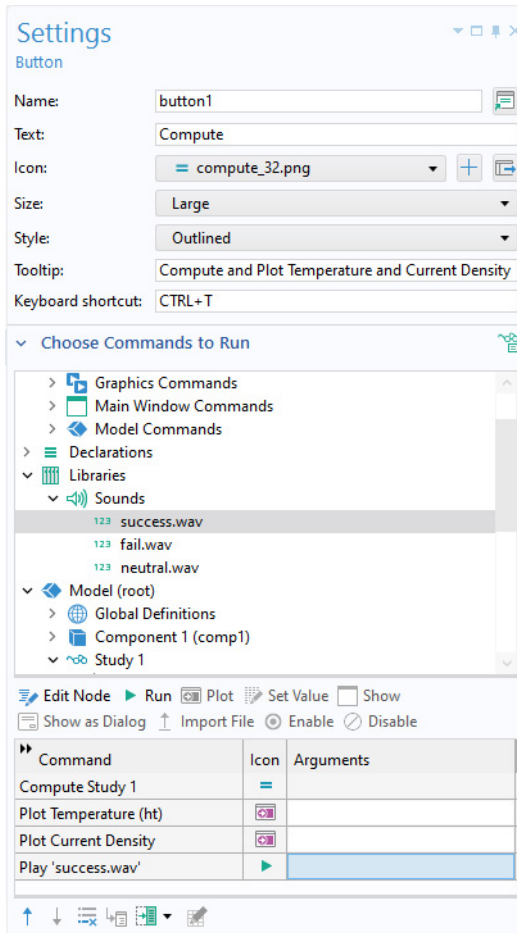 Settings
Button
Name: button1
Text: Compute
Icon: compute_32.png
Size: Large
Style: Outlined
Tooltip: Compute and Plot Temperature and Current Density
Keyboard shortcut: CTRL+T
Choose Commands to Run
Graphics Commands
Main Window Commands
Model Commands
Declarations
Libraries
Sounds
123 success.wav
123 fail.wav
123 neutral.wav
Model (root)
Global Definitions
Component 1 (comp1)
Study 1
Edit Node Run Plot Set Value Show
Show as Dialog Import File Enable Disable
Command Icon Arguments
Compute Study 1
Plot Temperature (ht)
Plot Current Density
Play 'success.wav'